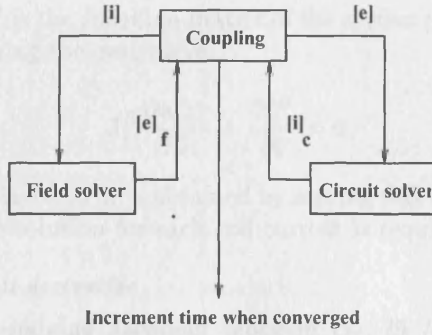 [i]
[e]
Coupling
[e]f
[i]c
Field solver
Circuit solver
Increment time when converged